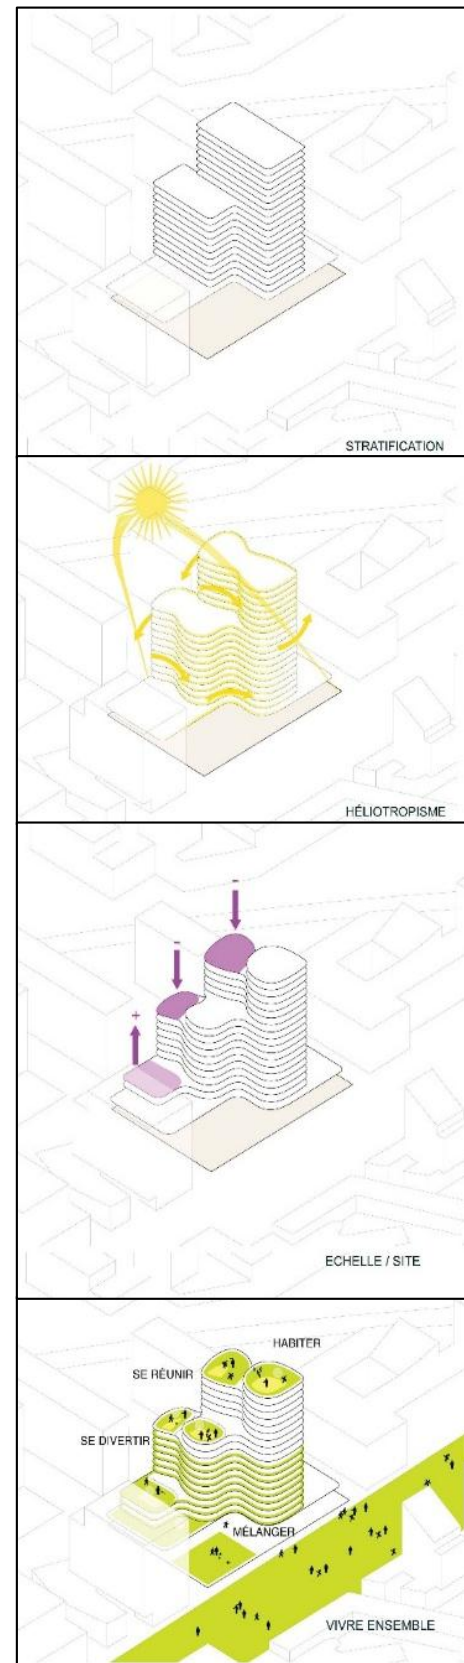 STRATIFICATION
HÉLIOTROPISME
-
-
+
ECHELLE / SITE
HABITER
SE RÉUNIR
SE DIVERTIR
MÉLANGER
VIVRE ENSEMBLE